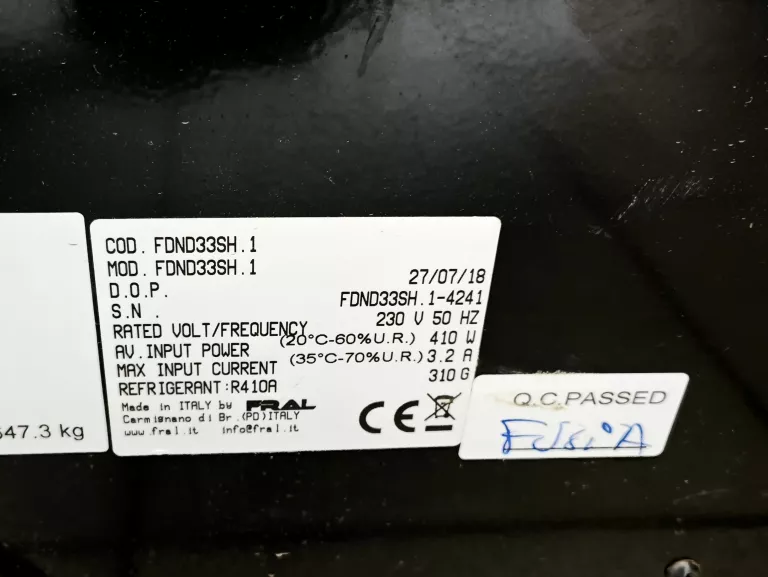 COD. FDND33SH.1
MOD. FDND33SH.1
D.O.P. 27/07/18
S.N. FDND33SH.1-4241
RATED VOLT/FREQUENCY 230 V 50 HZ
AV.INPUT POWER (20°C-60%U.R.) 410 W
MAX INPUT CURRENT (35°C-70%U.R.) 3.2 A
REFRIGERANT:R410A 310 G
Made in ITALY by FRAL
Carmignano di Br.(PD)ITALY
www.fral.it info@fral.it
CE
47.3 kg
Q.C.PASSED